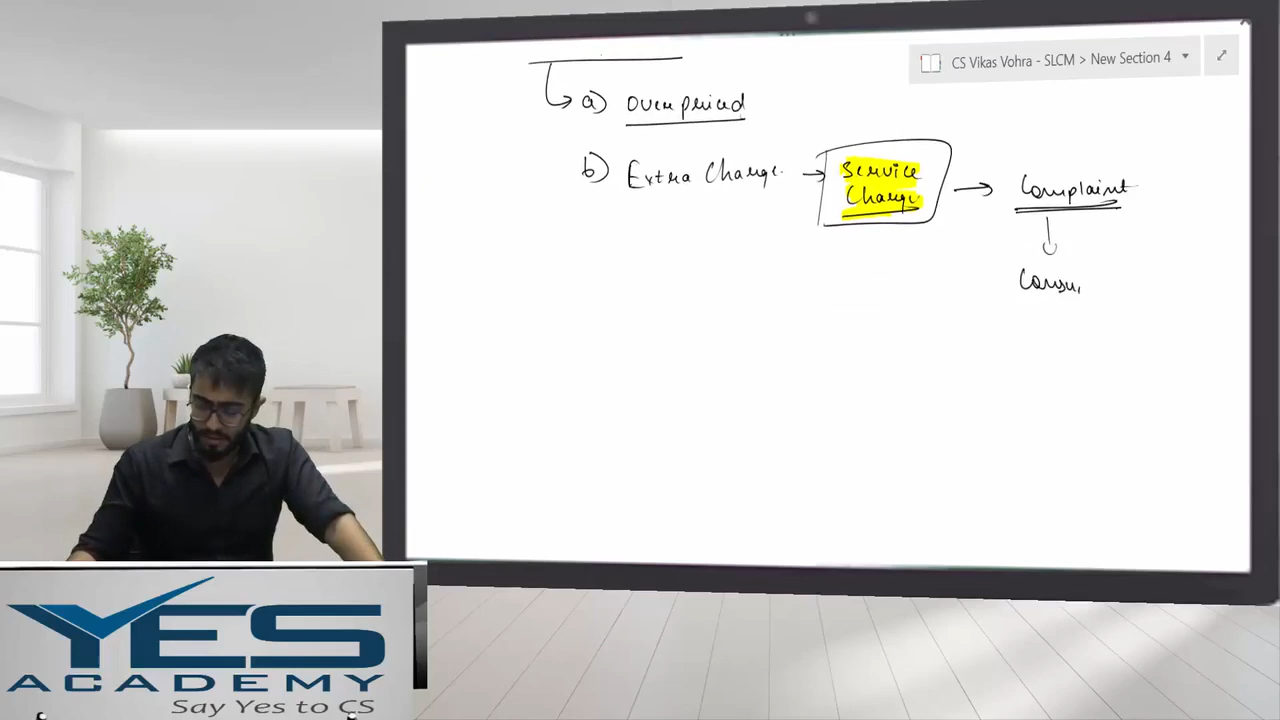 CS Vikas Vohra - SLCM > New Section 4
a) Overpriced
b) Extra Charge → Service
Charge → Complaint
Consu
YES
ACADEMY
Say Yes to CS